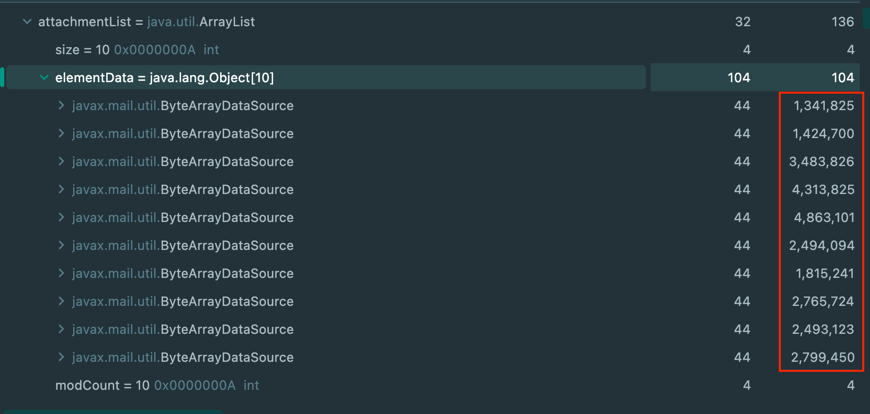 attachmentList = java.util.ArrayList 32 136
size = 10 0x0000000A int 4 4
elementData = java.lang.Object[10] 104 104
javax.mail.util.ByteArrayDataSource 44 1,341,825
javax.mail.util.ByteArrayDataSource 44 1,424,700
javax.mail.util.ByteArrayDataSource 44 3,483,826
javax.mail.util.ByteArrayDataSource 44 4,313,825
javax.mail.util.ByteArrayDataSource 44 4,863,101
javax.mail.util.ByteArrayDataSource 44 2,494,094
javax.mail.util.ByteArrayDataSource 44 1,815,241
javax.mail.util.ByteArrayDataSource 44 2,765,724
javax.mail.util.ByteArrayDataSource 44 2,493,123
javax.mail.util.ByteArrayDataSource 44 2,799,450
modCount = 10 0x0000000A int 4 4